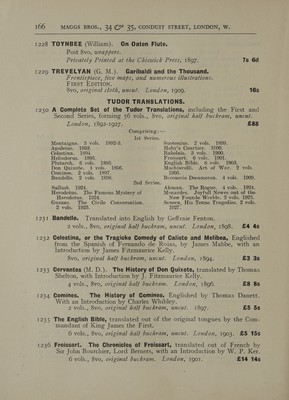 166 MAGGS BROS., 34 & 35, CONDUIT STREET, LONDON, W.
1228 TOYNBEE (William). On Oaten Flute.
Post 8vo, wrappers.
Privately Printed at the Chiswick Press, 1897. 7s 6d
1229 TREVELYAN (G. M.). Garibaldi and the Thousand.
Frontispiece, five maps, and numerous illustrations.
FIRST EDITION.
8vo, original cloth, uncut. London, 1909. 16s
TUDOR TRANSLATIONS.
1230 A Complete Set of the Tudor Translations, including the First and
Second Series, forming 56 vols., 8vo, original half buckram, uncut.
London, 1892-1927. £88
Comprising:—
1st Series.
Montaigne. 3 vols. 1892-3.
Apuleius. 1893.
Celestina. 1894.
Heliodorus. 1895.
Plutarch. 6 vols. 1895.
Don Quixote. 4 vols. 1896.
Comines. 2 vols. 1897.
Bandello. 2 vols. 1898.
Suetonius. 2 vols. 1899.
Hoby's Courtier. 1900.
Rabelais. 3 vols. 1900.
Froissart. 6 vols. 1901.
English Bible. 6 vols. 1903.
Machiavelli. Art of War. 2 vols.
1905.
Boccaccio Decameron. 4 vols. 1909.
2nd Series.
Sallust. 1924.
Herodotus. The Famous Mystery of
Herodotus. 1924.
Guazzo. The Civile Conversation.
2 vols. 1925.
Aleman. The Rogue. 4 vols. 1924.
Monardes. Joyfull Newes out of the
New Founde Worlde. 2 vols. 1925.
Seneca, His Tenne Tragedies. 2 vols.
1927.
1231 Bandello. Translated into English by Geffraie Fenton.
2 vols., 8vo, original half buckram, uncut. London, 1898. £4 4s
1232 Celestina, or the Tragicke Comedy of Calisto and Melibea, Englished
from the Spanish of Fernando de Rojas, by James Mabbe, with an
Introduction by James Fitzmaurice Kelly.
8vo, original half buckram, uncut. London, 1894. £3 3s
1233 Cervantes (M. D.). The History of Don Quixote, translated by Thomas
Shelton, with Introduction by J. Fitzmaurice Kelly.
4 vols., 8vo, original half buckram. London, 1896. £8 8s
1234 Comines. The History of Comines. Englished by Thomas Danett.
With an Introduction by Charles Whibley.
2 vols., 8vo, original half buckram, uncut. London, 1897. £5 5s
1235 The English Bible, translated out of the original tongues by the Com-
mandment of King James the First.
6 vols., 8vo, original buckram, uncut. London, 1903. £5 15s
1236 Froissart. The Chronicles of Froissart, translated out of French by
Sir John Bourchier, Lord Berners, with an Introduction by W. P. Ker.
6 vols., 8vo, original buckram. London, 1901. £14 14s